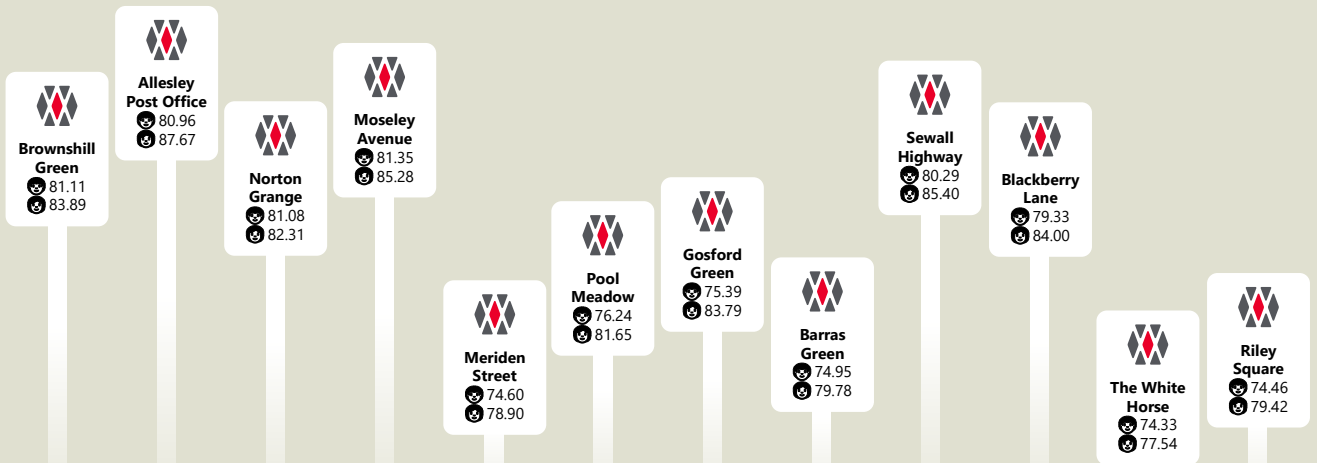 Brownshill
Green
81.11
83.89
Allesley
Post Office
80.96
87.67
Norton
Grange
81.08
82.31
Moseley
Avenue
81.35
85.28
Meriden
Street
74.60
78.90
Pool
Meadow
76.24
81.65
Gosford
Green
75.39
83.79
Barras
Green
74.95
79.78
Sewall
Highway
80.29
85.40
Blackberry
Lane
79.33
84.00
The White
Horse
74.33
77.54
Riley
Square
74.46
79.42